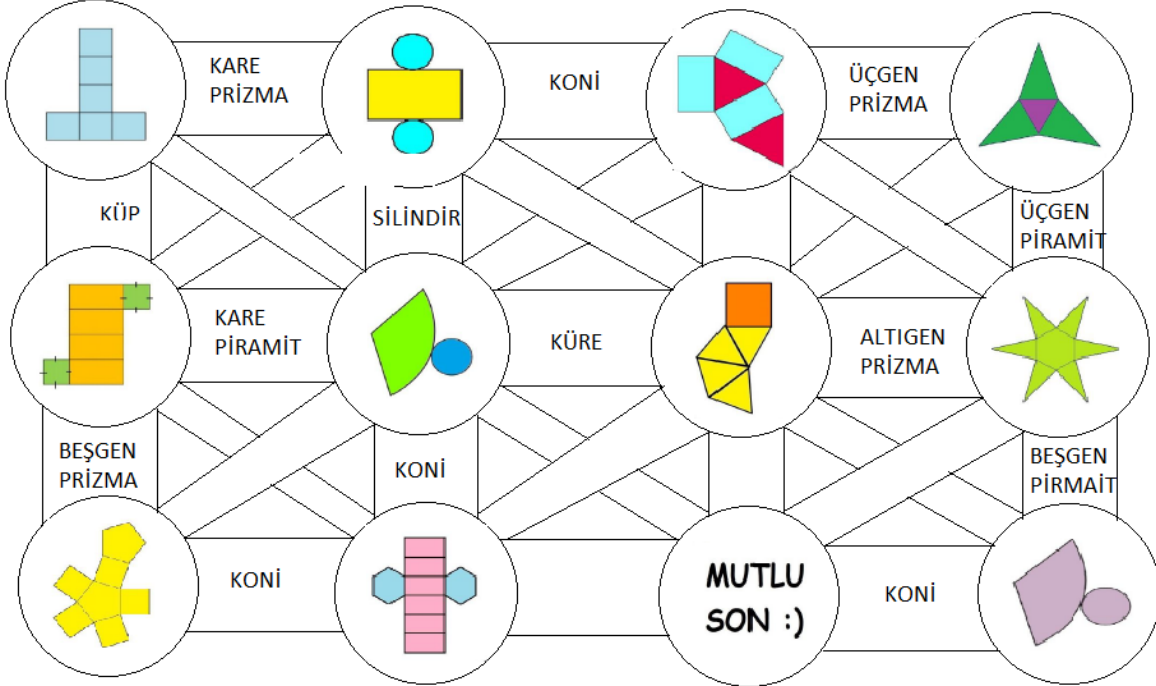 KARE
PRİZMA
KONİ
ÜÇGEN
PRİZMA
KÜP
SİLİNDİR
ÜÇGEN
PİRAMİT
KARE
PİRAMİT
KÜRE
ALTIGEN
PRİZMA
BEŞGEN
PRİZMA
KONİ
BEŞGEN
PİRMAİT
KONİ
MUTLU
SON :)
KONİ